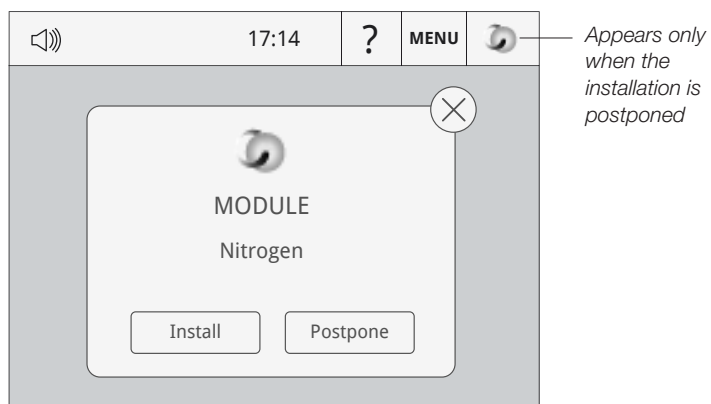 17:14
?
MENU
Appears only
when the
installation is
postponed
MODULE
Nitrogen
Install
Postpone